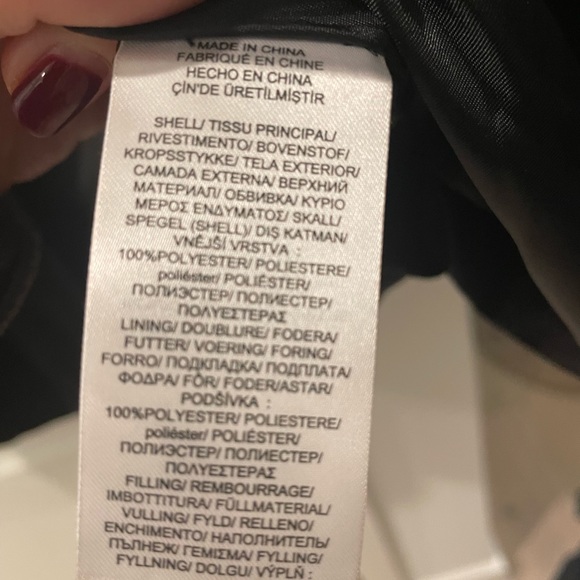 MADE IN CHINA
FABRIQUÉ EN CHINE
HECHO EN CHINA
ÇİN'DE ÜRETİLMİŞTİR
SHELL/ TISSU PRINCIPAL/
RIVESTIMENTO/ BOVENSTOF/
KROPSSTYKKE/ TELA EXTERIOR/
CAMADA EXTERNA/ ВЕРХНИЙ
МАТЕРИАЛ/ ОБВИВКА/ ΚΥΡΙΟ
ΜΕΡΟΣ ΕΝΔΥΜΑΤΟΣ/ SKALL/
SPEGEL (SHELL)/ DIŞ KATMAN/
VNĚJŠÍ VRSTVA :
100%POLYESTER/ POLIESTERE/
poliéster/ POLIÉSTER/
ПОЛИЭСТЕР/ ПОЛИЕСТЕР/
ΠΟΛΥΕΣΤΕΡΑΣ
LINING/ DOUBLURE/ FODERA/
FUTTER/ VOERING/ FORING/
FORRO/ ПОДКЛАДКА/ ПОДПЛАТА/
ΦΟΔΡΑ/ FÔR/ FODER/ASTAR/
PODŠÍVKA :
100%POLYESTER/ POLIESTERE/
poliéster/ POLIÉSTER/
ПОЛИЭСТЕР/ ПОЛИЕСТЕР/
ΠΟΛΥΕΣΤΕΡΑΣ
FILLING/ REMBOURRAGE/
IMBOTTITURA/ FÜLLMATERIAL/
VULLING/ FYLD/ RELLENO/
ENCHIMENTO/ НАПОЛНИТЕЛЬ/
ПЪЛНЕЖ/ ΓΕΜΙΣΜΑ/ FYLLING/
FYLLNING/ DOLGU/ VÝPLŇ :